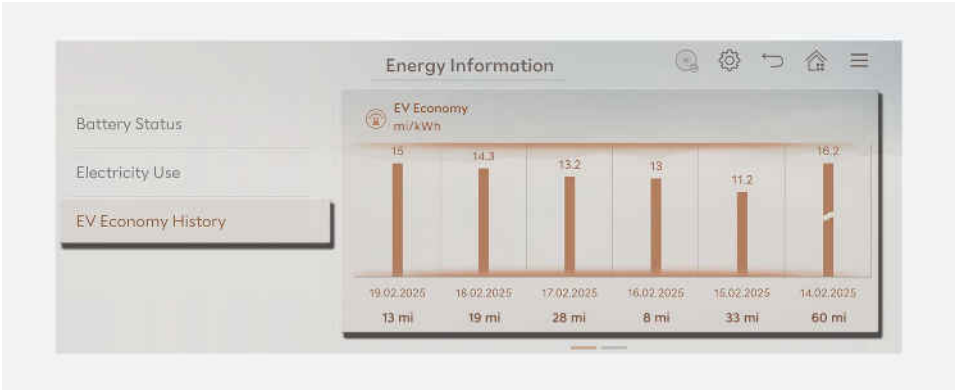 Energy Information
Battery Status
Electricity Use
EV Economy History
EV Economy
mi/kWh
15 14.3 13.2 13 11.2 16.2
19.02.2025 18.02.2025 17.02.2025 16.02.2025 15.02.2025 14.02.2025
13 mi 19 mi 28 mi 8 mi 33 mi 60 mi